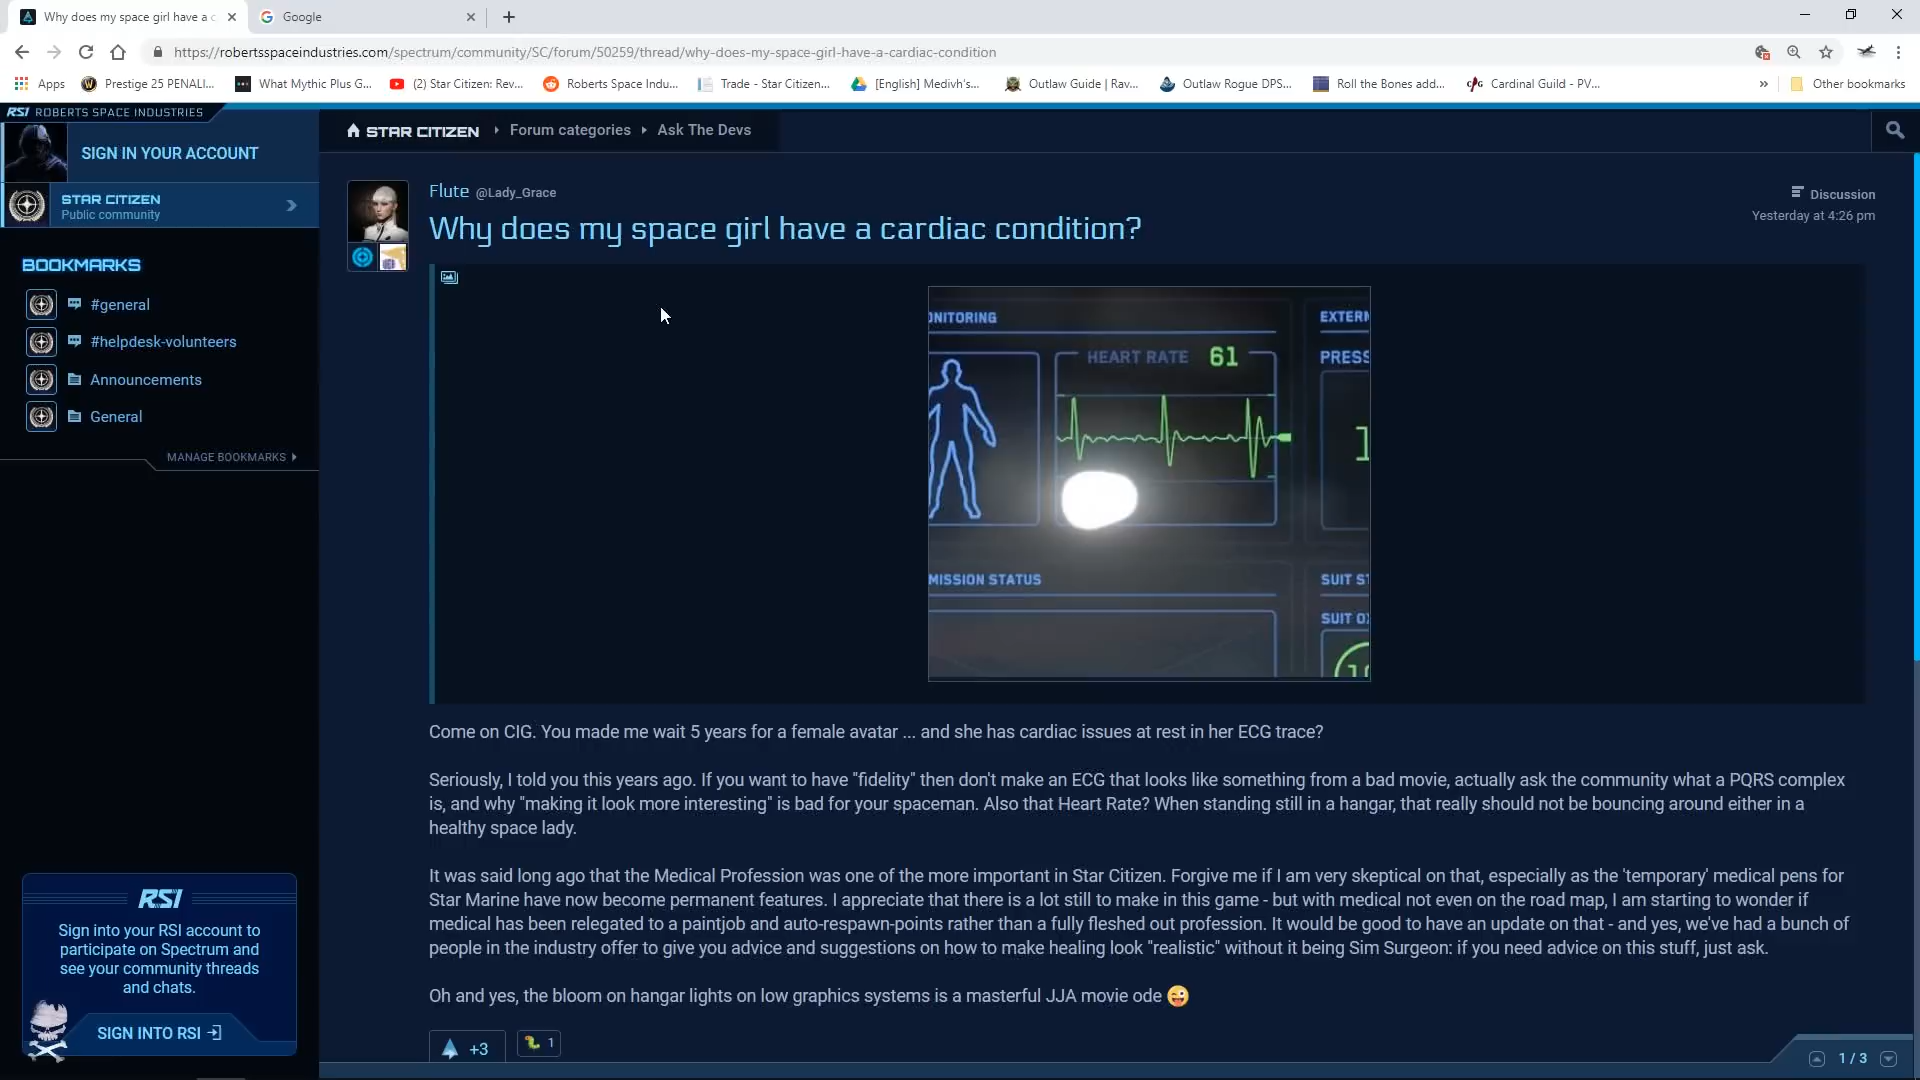 Why does my space girl have a c
Google
https://robertsspaceindustries.com/spectrum/community/SC/forum/50259/thread/why-does-my-space-girl-have-a-cardiac-condition
Apps
Prestige 25 PENALI...
What Mythic Plus G...
(2) Star Citizen: Rev...
Roberts Space Indu...
Trade - Star Citizen...
[English] Medivh's...
Outlaw Guide | Rav...
Outlaw Rogue DPS...
Roll the Bones add...
Cardinal Guild - PV...
»
Other bookmarks
RSI ROBERTS SPACE INDUSTRIES
SIGN IN YOUR ACCOUNT
STAR CITIZEN
Public community
BOOKMARKS
#general
#helpdesk-volunteers
Announcements
General
MANAGE BOOKMARKS
RSI
Sign into your RSI account to
participate on Spectrum and
see your community threads
and chats.
SIGN INTO RSI
STAR CITIZEN
Forum categories
Ask The Devs
Flute @Lady_Grace
Discussion
Why does my space girl have a cardiac condition?
Yesterday at 4:26 pm
ONITORING
EXTERN
HEART RATE 61
PRESS
1
MISSION STATUS
SUIT ST
SUIT O
10
Come on CIG. You made me wait 5 years for a female avatar ... and she has cardiac issues at rest in her ECG trace?
Seriously, I told you this years ago. If you want to have "fidelity" then don't make an ECG that looks like something from a bad movie, actually ask the community what a PQRS complex
is, and why "making it look more interesting" is bad for your spaceman. Also that Heart Rate? When standing still in a hangar, that really should not be bouncing around either in a
healthy space lady.
It was said long ago that the Medical Profession was one of the more important in Star Citizen. Forgive me if I am very skeptical on that, especially as the 'temporary' medical pens for
Star Marine have now become permanent features. I appreciate that there is a lot still to make in this game - but with medical not even on the road map, I am starting to wonder if
medical has been relegated to a paintjob and auto-respawn-points rather than a fully fleshed out profession. It would be good to have an update on that - and yes, we've had a bunch of
people in the industry offer to give you advice and suggestions on how to make healing look "realistic" without it being Sim Surgeon: if you need advice on this stuff, just ask.
Oh and yes, the bloom on hangar lights on low graphics systems is a masterful JJA movie ode 😜
+3
1
1 / 3